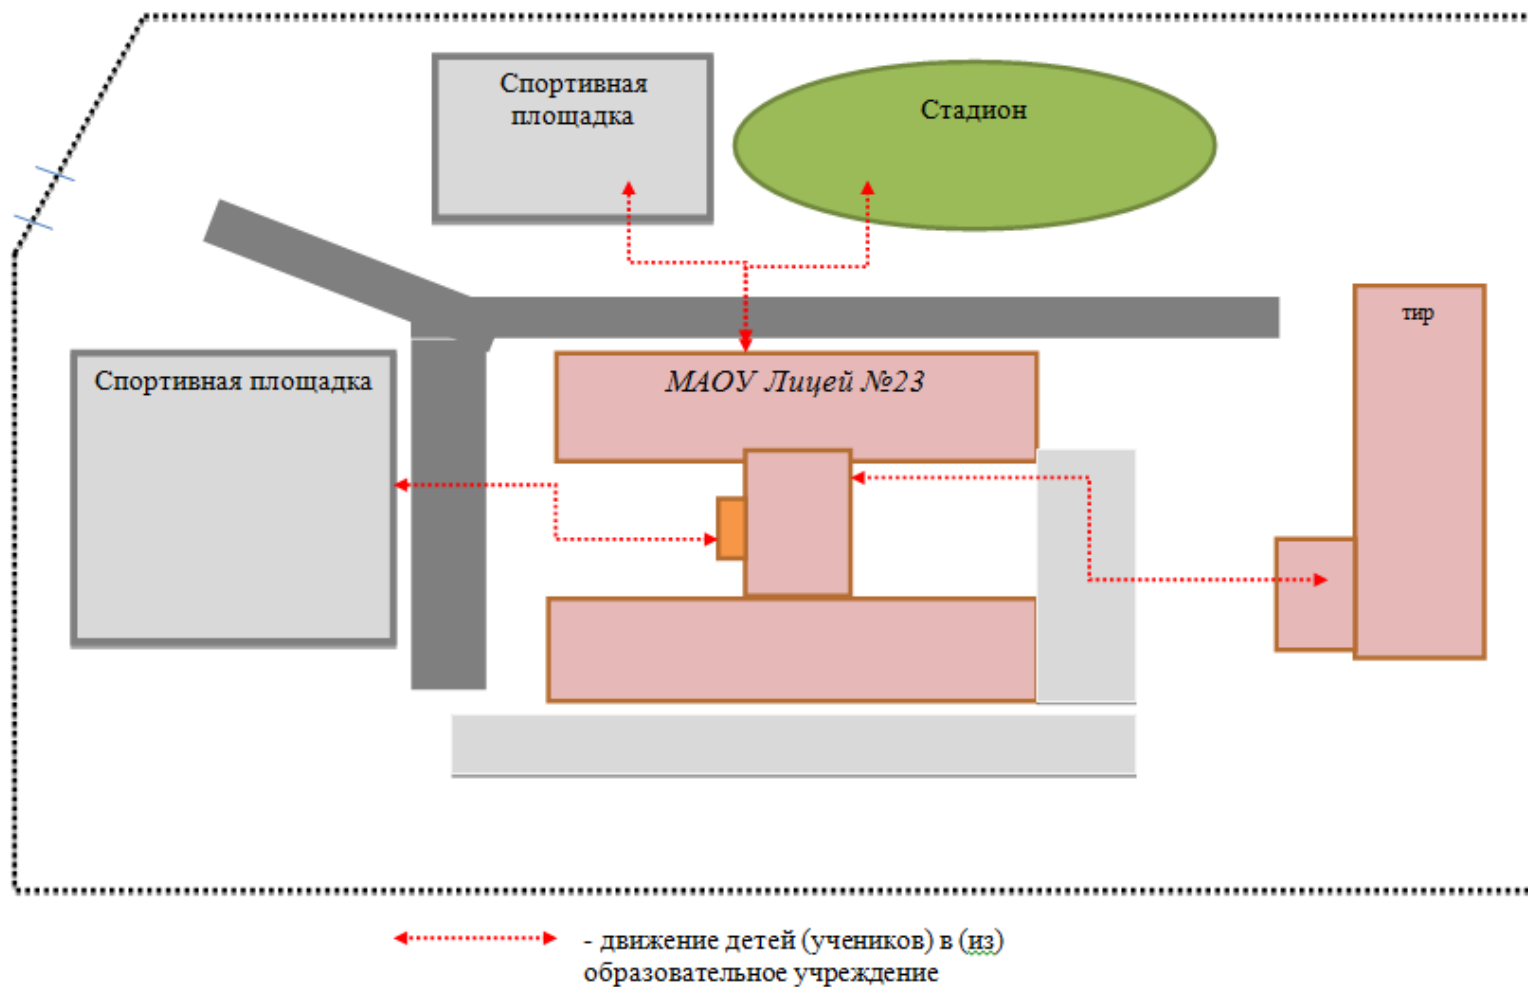 Спортивная
площадка
Стадион
тир
Спортивная площадка
МАОУ Лицей №23
- движение детей (учеников) в (из)
образовательное учреждение